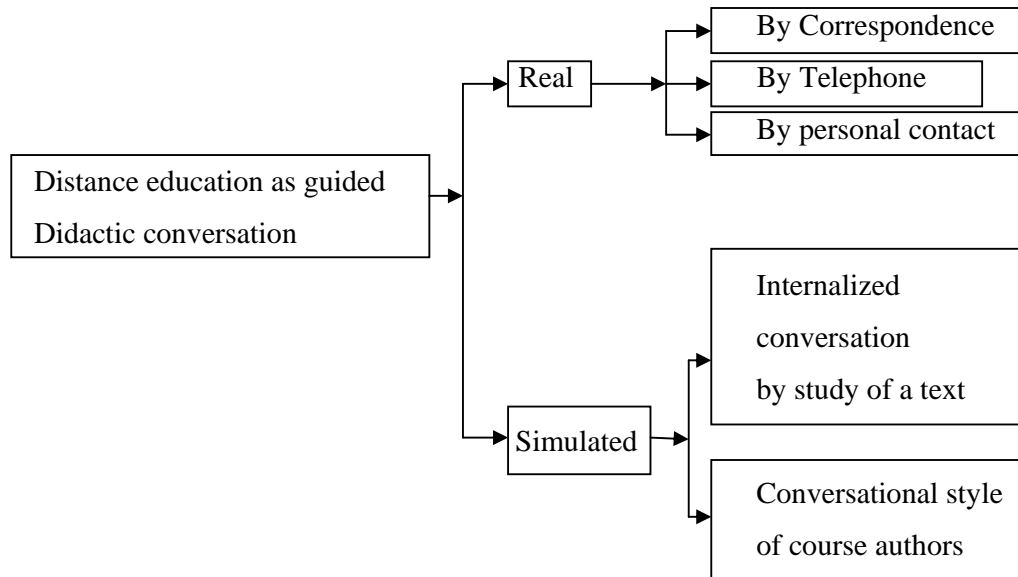 By Correspondence
Real
By Telephone
By personal contact
Distance education as guided
Didactic conversation
Internalized
conversation
by study of a text
Simulated
Conversational style
of course authors